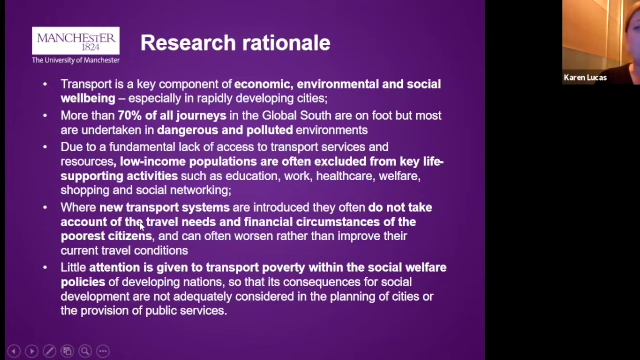 MANCHESTER
1824
The University of Manchester
Research rationale
• Transport is a key component of economic, environmental and social
wellbeing – especially in rapidly developing cities;
• More than 70% of all journeys in the Global South are on foot but most
are undertaken in dangerous and polluted environments
• Due to a fundamental lack of access to transport services and
resources, low-income populations are often excluded from key life-
supporting activities such as education, work, healthcare, welfare,
shopping and social networking;
• Where new transport systems are introduced they often do not take
account of the travel needs and financial circumstances of the
poorest citizens, and can often worsen rather than improve their
current travel conditions
• Little attention is given to transport poverty within the social welfare
policies of developing nations, so that its consequences for social
development are not adequately considered in the planning of cities or
the provision of public services.
Karen Lucas